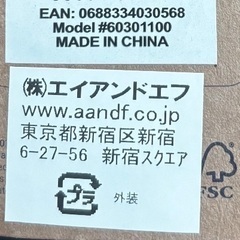 EAN: 0688334030568
Model #60301100
MADE IN CHINA
(株)エイアンドエフ
www.aandf.co.jp
東京都新宿区新宿
6-27-56 新宿スクエア
プラ 外装
FSC